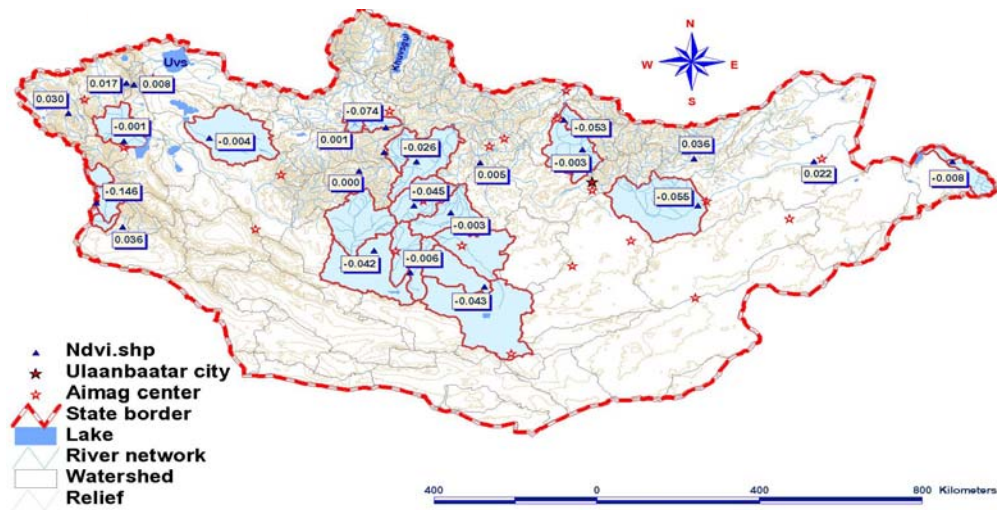 N
Uvs
Khuvsgul
W E
S
0.017 0.008
0.030
-0.001
-0.004
-0.074
0.001
-0.026
-0.053
-0.003
0.036
0.005
0.022
-0.008
0.000
-0.146
-0.045
-0.055
-0.003
0.036
-0.042
-0.006
-0.043
Ndvi.shp
Ulaanbaatar city
Aimag center
State border
Lake
River network
Watershed
Relief
400 0 400 800 Kilometers